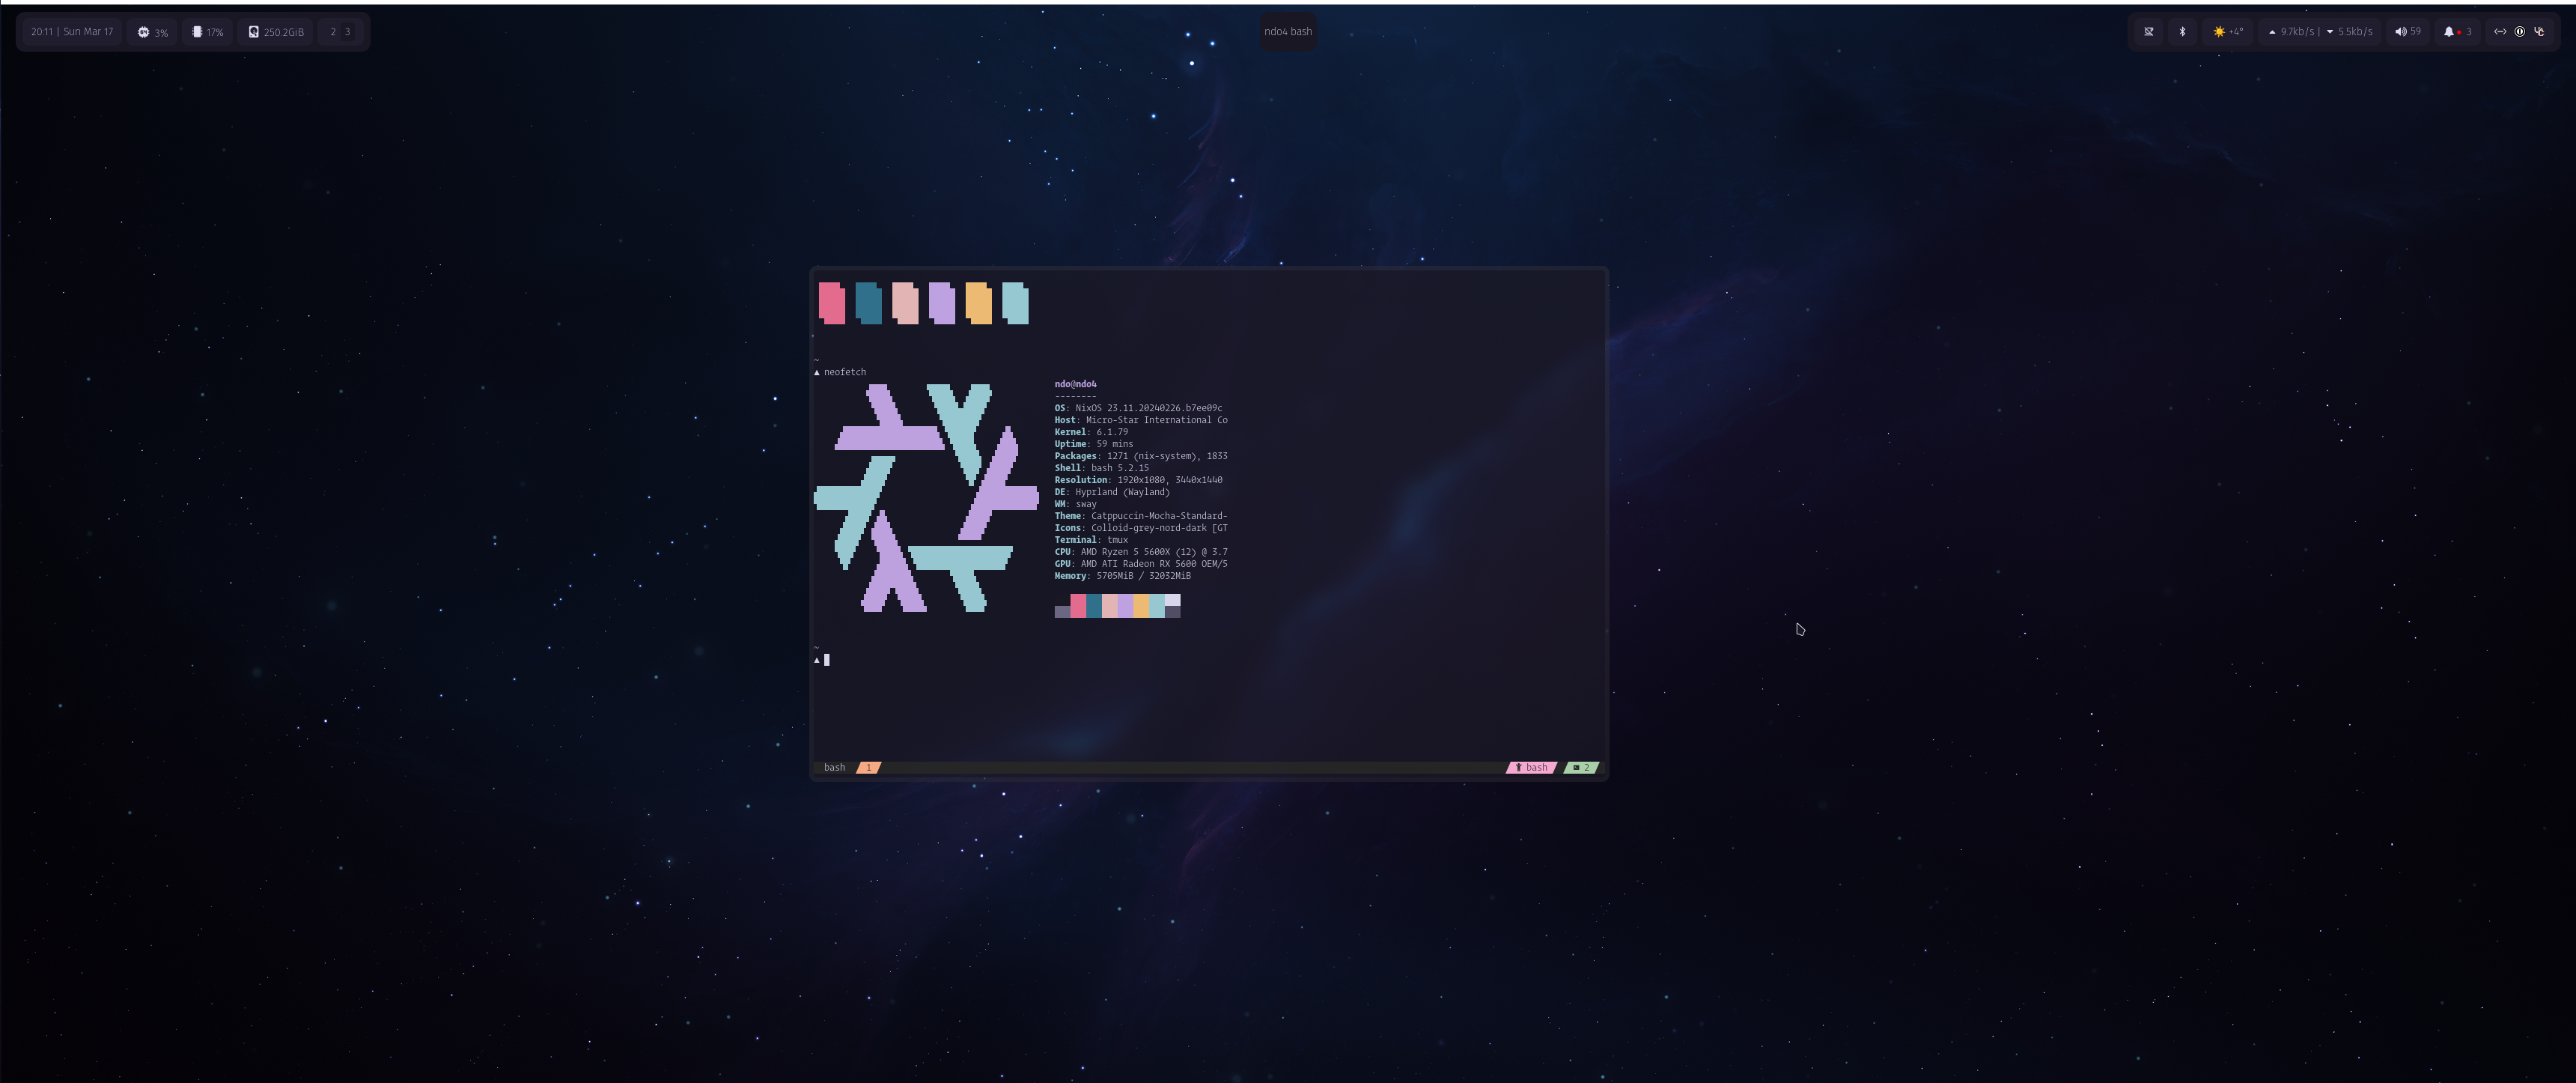 20:11 | Sun Mar 17 3% 17% 250.2GiB 2 3
ndo4 bash
+4° 9.7kb/s | 5.5kb/s 59 3
~
▲ neofetch
ndo@ndo4
--------
OS: NixOS 23.11.20240226.b7ee09c
Host: Micro-Star International Co
Kernel: 6.1.79
Uptime: 59 mins
Packages: 1271 (nix-system), 1833
Shell: bash 5.2.15
Resolution: 1920x1080, 3440x1440
DE: Hyprland (Wayland)
WM: sway
Theme: Catppuccin-Mocha-Standard-
Icons: Colloid-grey-nord-dark [GT
Terminal: tmux
CPU: AMD Ryzen 5 5600X (12) @ 3.7
GPU: AMD ATI Radeon RX 5600 OEM/5
Memory: 5705MiB / 32032MiB
~
▲
bash 1 bash 2